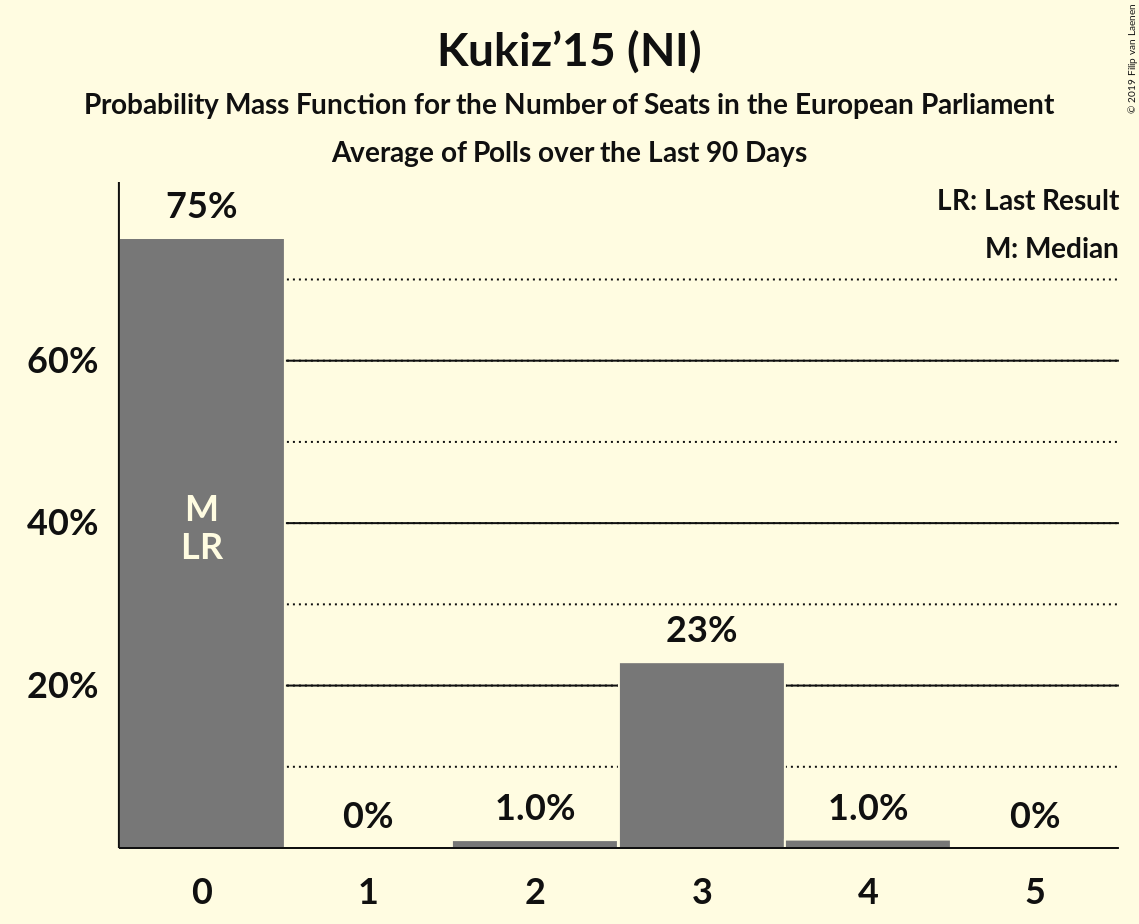 Kukiz’15 (NI)
Probability Mass Function for the Number of Seats in the European Parliament
Average of Polls over the Last 90 Days
© 2019 Filip van Laenen
LR: Last Result
M: Median
75%
60%
40%
20%
M
LR
0%
1.0%
23%
1.0%
0%
0 1 2 3 4 5